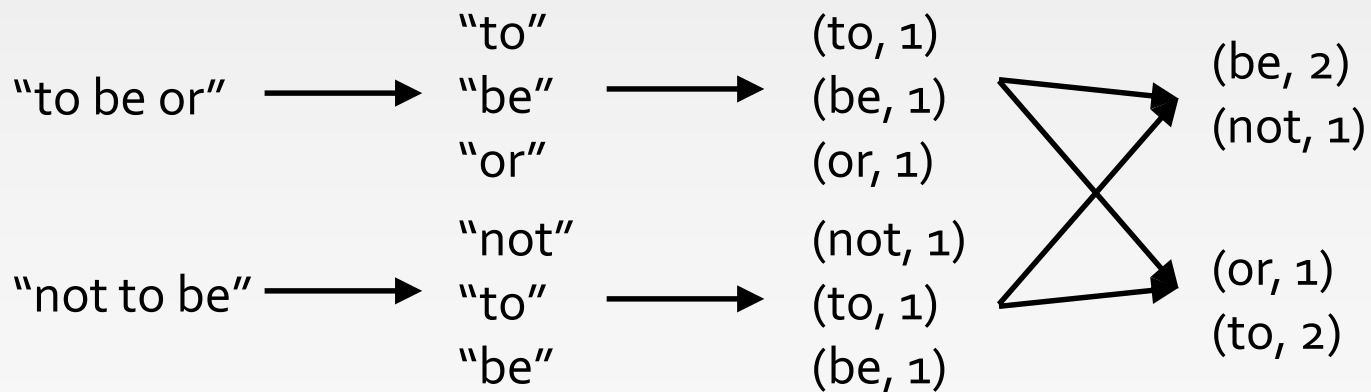 "to be or"
"to"
"be"
"or"
(to, 1)
(be, 1)
(or, 1)
(be, 2)
(not, 1)
"not to be"
"not"
"to"
"be"
(not, 1)
(to, 1)
(be, 1)
(or, 1)
(to, 2)